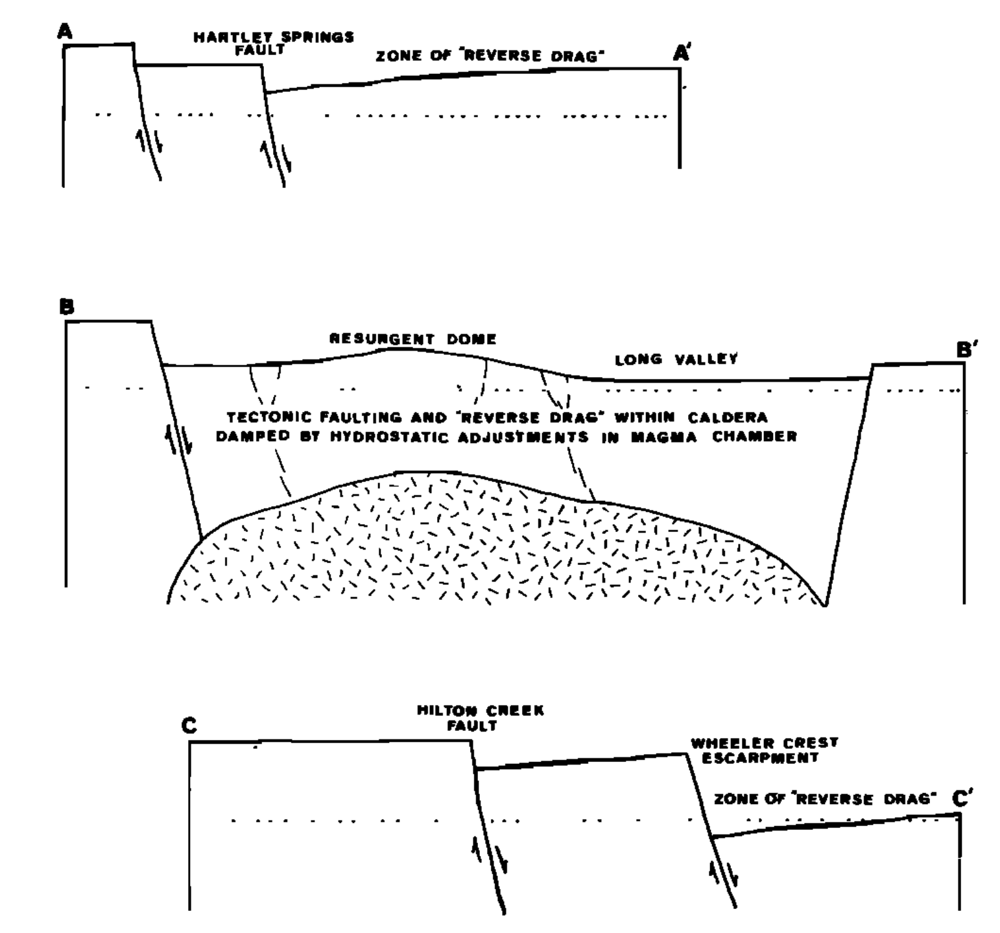 A
HARTLEY SPRINGS
FAULT
ZONE OF "REVERSE DRAG"
A'
B
RESURGENT DOME
LONG VALLEY
B'
TECTONIC FAULTING AND "REVERSE DRAG" WITHIN CALDERA
DAMPED BY HYDROSTATIC ADJUSTMENTS IN MAGMA CHAMBER
C
HILTON CREEK
FAULT
WHEELER CREST
ESCARPMENT
ZONE OF "REVERSE DRAG"
C'